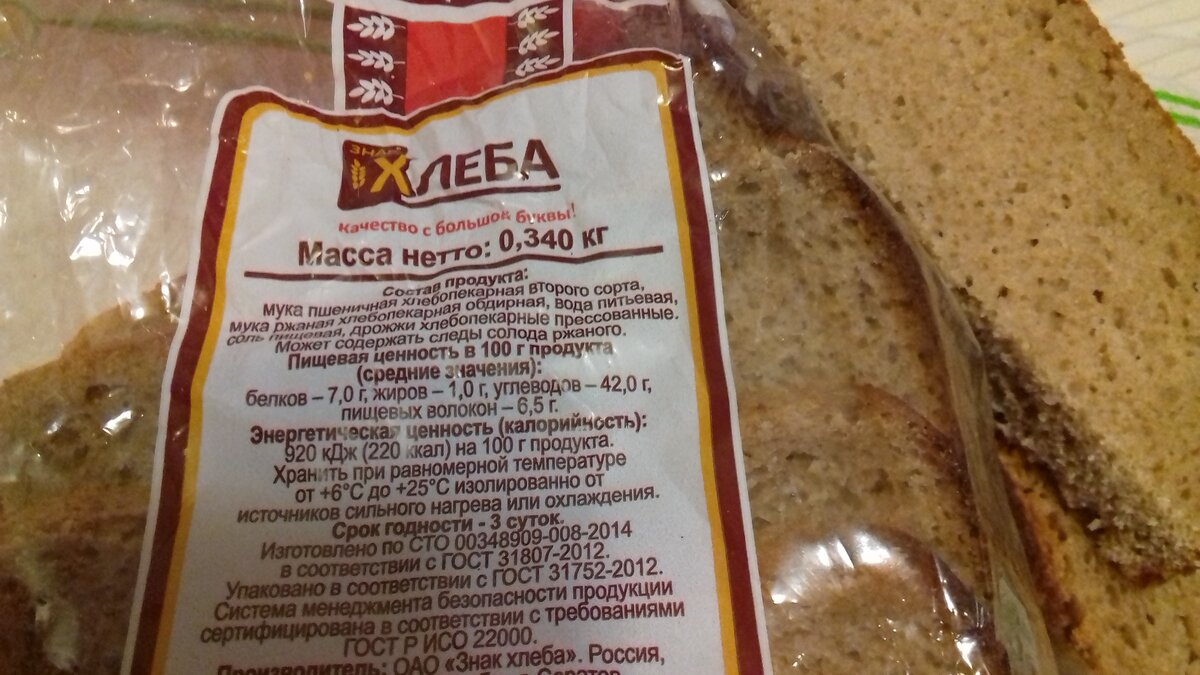 ЗНАК
ХЛЕБА
качество с большой буквы!
Масса нетто: 0,340 кг
Состав продукта:
мука пшеничная хлебопекарная второго сорта,
мука ржаная хлебопекарная обдирная, вода питьевая,
соль пищевая, дрожжи хлебопекарные прессованные.
Может содержать следы солода ржаного.
Пищевая ценность в 100 г продукта
(средние значения):
белков – 7,0 г, жиров – 1,0 г, углеводов – 42,0 г,
пищевых волокон – 6,5 г.
Энергетическая ценность (калорийность):
920 кДж (220 ккал) на 100 г продукта.
Хранить при равномерной температуре
от +6°С до +25°С изолированно от
источников сильного нагрева или охлаждения.
Срок годности - 3 суток.
Изготовлено по СТО 00348909-008-2014
в соответствии с ГОСТ 31807-2012.
Упаковано в соответствии с ГОСТ 31752-2012.
Система менеджмента безопасности продукции
сертифицирована в соответствии с требованиями
ГОСТ Р ИСО 22000.
Производитель: ОАО «Знак хлеба». Россия,